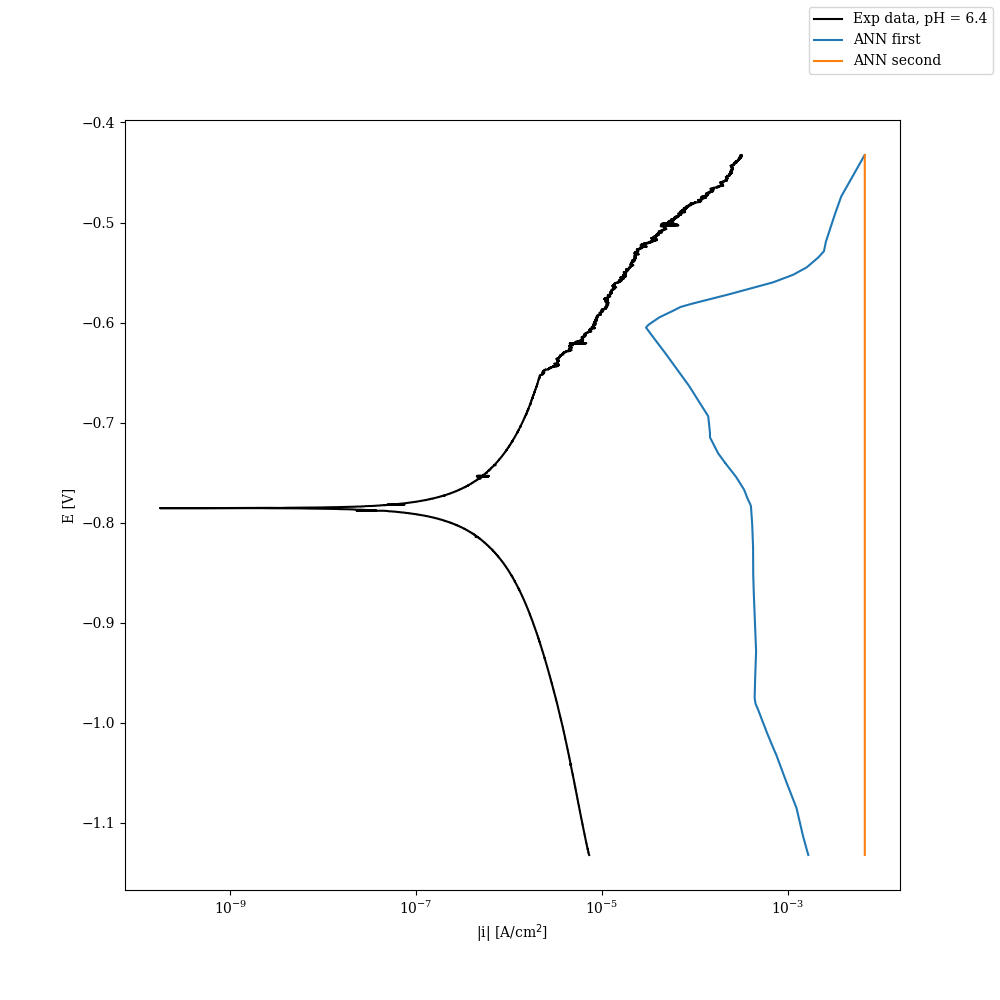 Exp data, pH = 6.4
ANN first
ANN second
−0.4
−0.5
−0.6
−0.7
−0.8
−0.9
−1.0
−1.1
E [V]
10⁻⁹ 10⁻⁷ 10⁻⁵ 10⁻³
|i| [A/cm²]